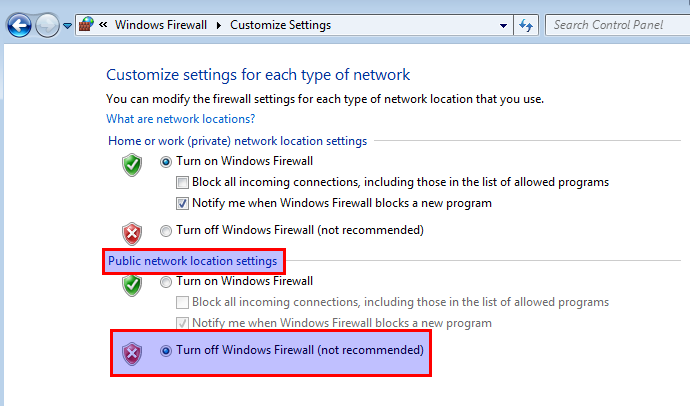 « Windows Firewall ▸ Customize Settings
Search Control Panel
Customize settings for each type of network
You can modify the firewall settings for each type of network location that you use.
What are network locations?
Home or work (private) network location settings
Turn on Windows Firewall
Block all incoming connections, including those in the list of allowed programs
Notify me when Windows Firewall blocks a new program
Turn off Windows Firewall (not recommended)
Public network location settings
Turn on Windows Firewall
Block all incoming connections, including those in the list of allowed programs
Notify me when Windows Firewall blocks a new program
Turn off Windows Firewall (not recommended)